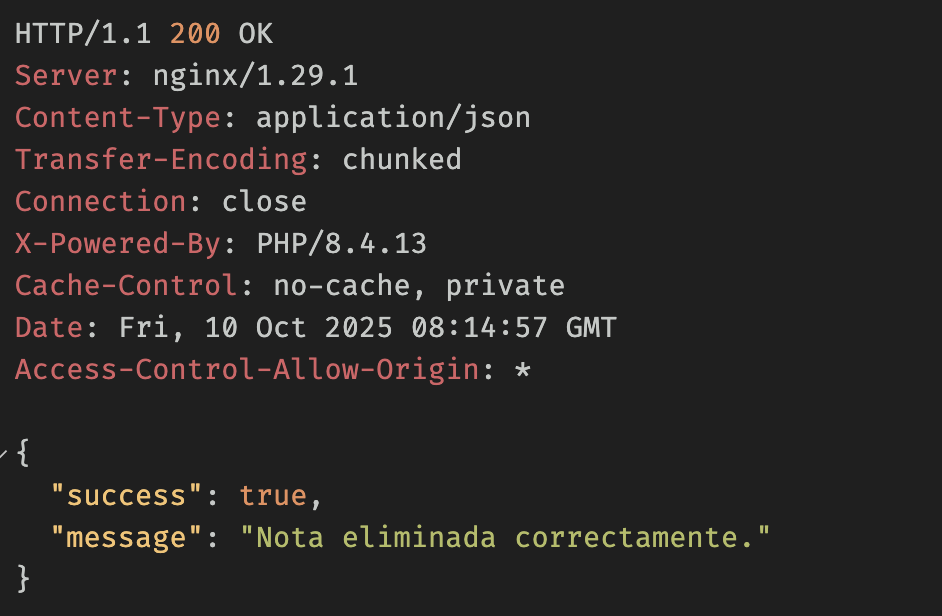 HTTP/1.1 200 OK
Server: nginx/1.29.1
Content-Type: application/json
Transfer-Encoding: chunked
Connection: close
X-Powered-By: PHP/8.4.13
Cache-Control: no-cache, private
Date: Fri, 10 Oct 2025 08:14:57 GMT
Access-Control-Allow-Origin: *

{
  "success": true,
  "message": "Nota eliminada correctamente."
}